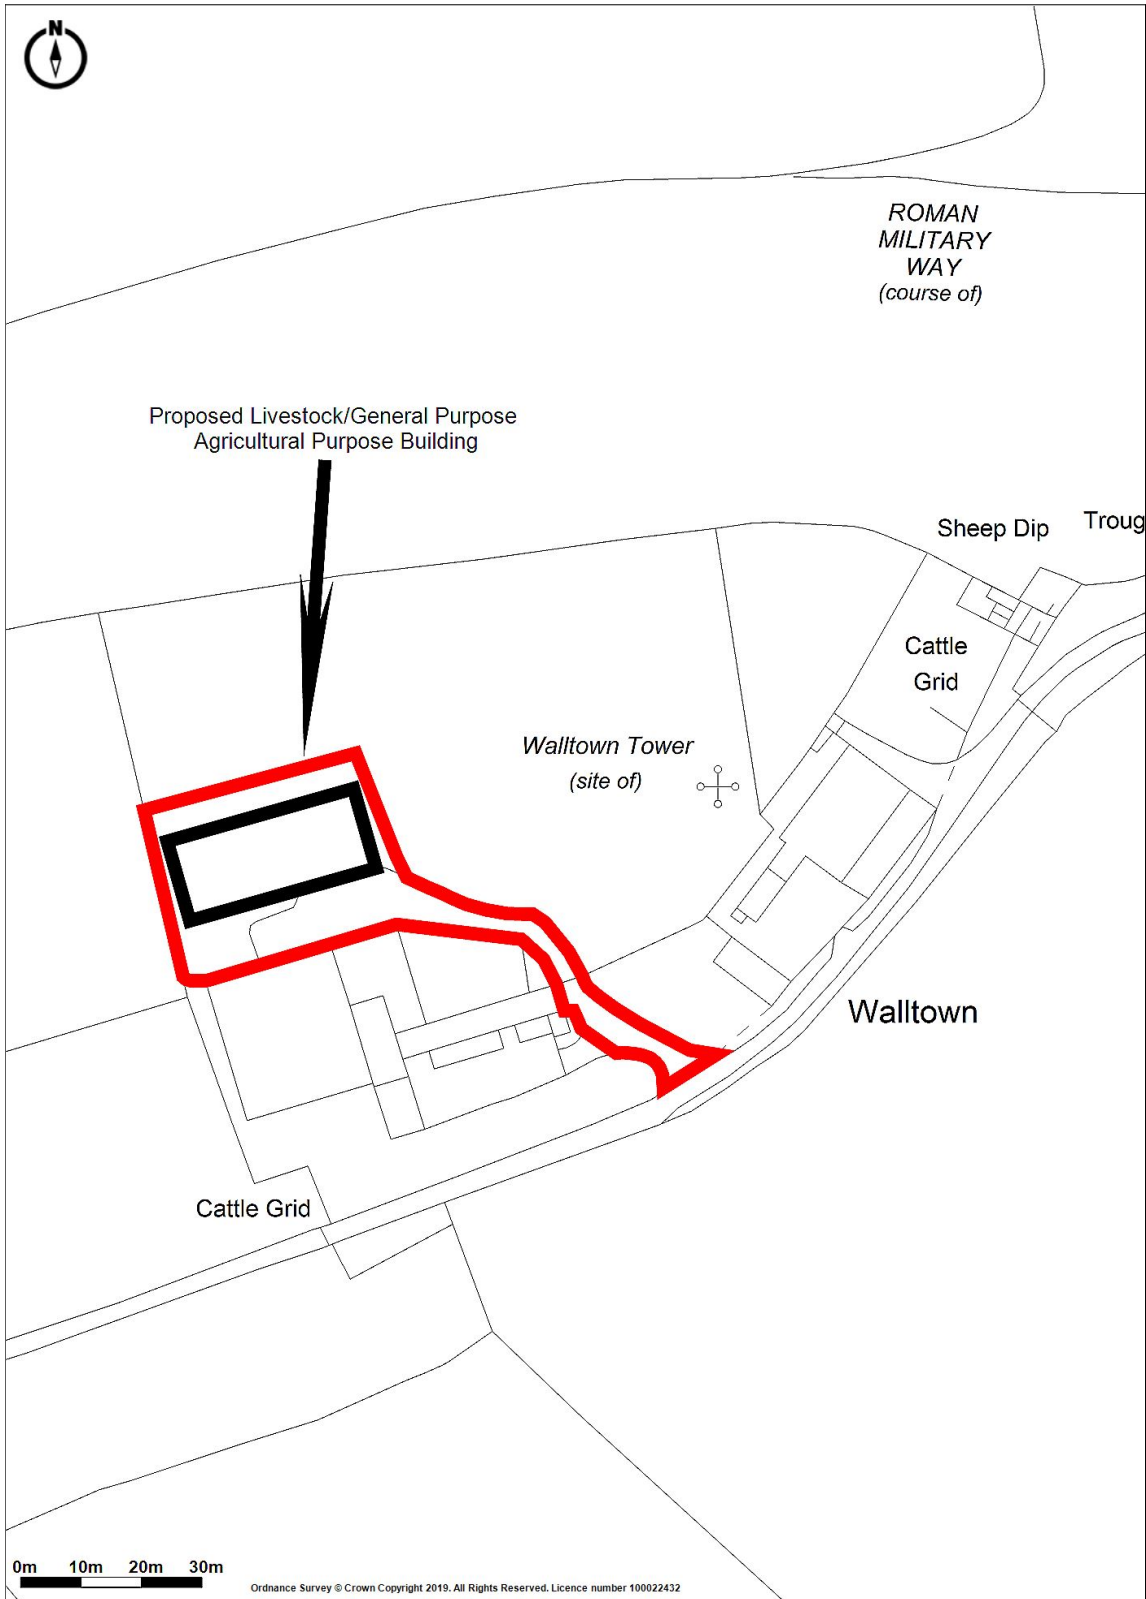 N
ROMAN
MILITARY
WAY
(course of)
Proposed Livestock/General Purpose
Agricultural Purpose Building
Sheep Dip
Troug
Cattle
Grid
Walltown Tower
(site of)
Walltown
Cattle Grid
0m 10m 20m 30m
Ordnance Survey © Crown Copyright 2019. All Rights Reserved. Licence number 100022432